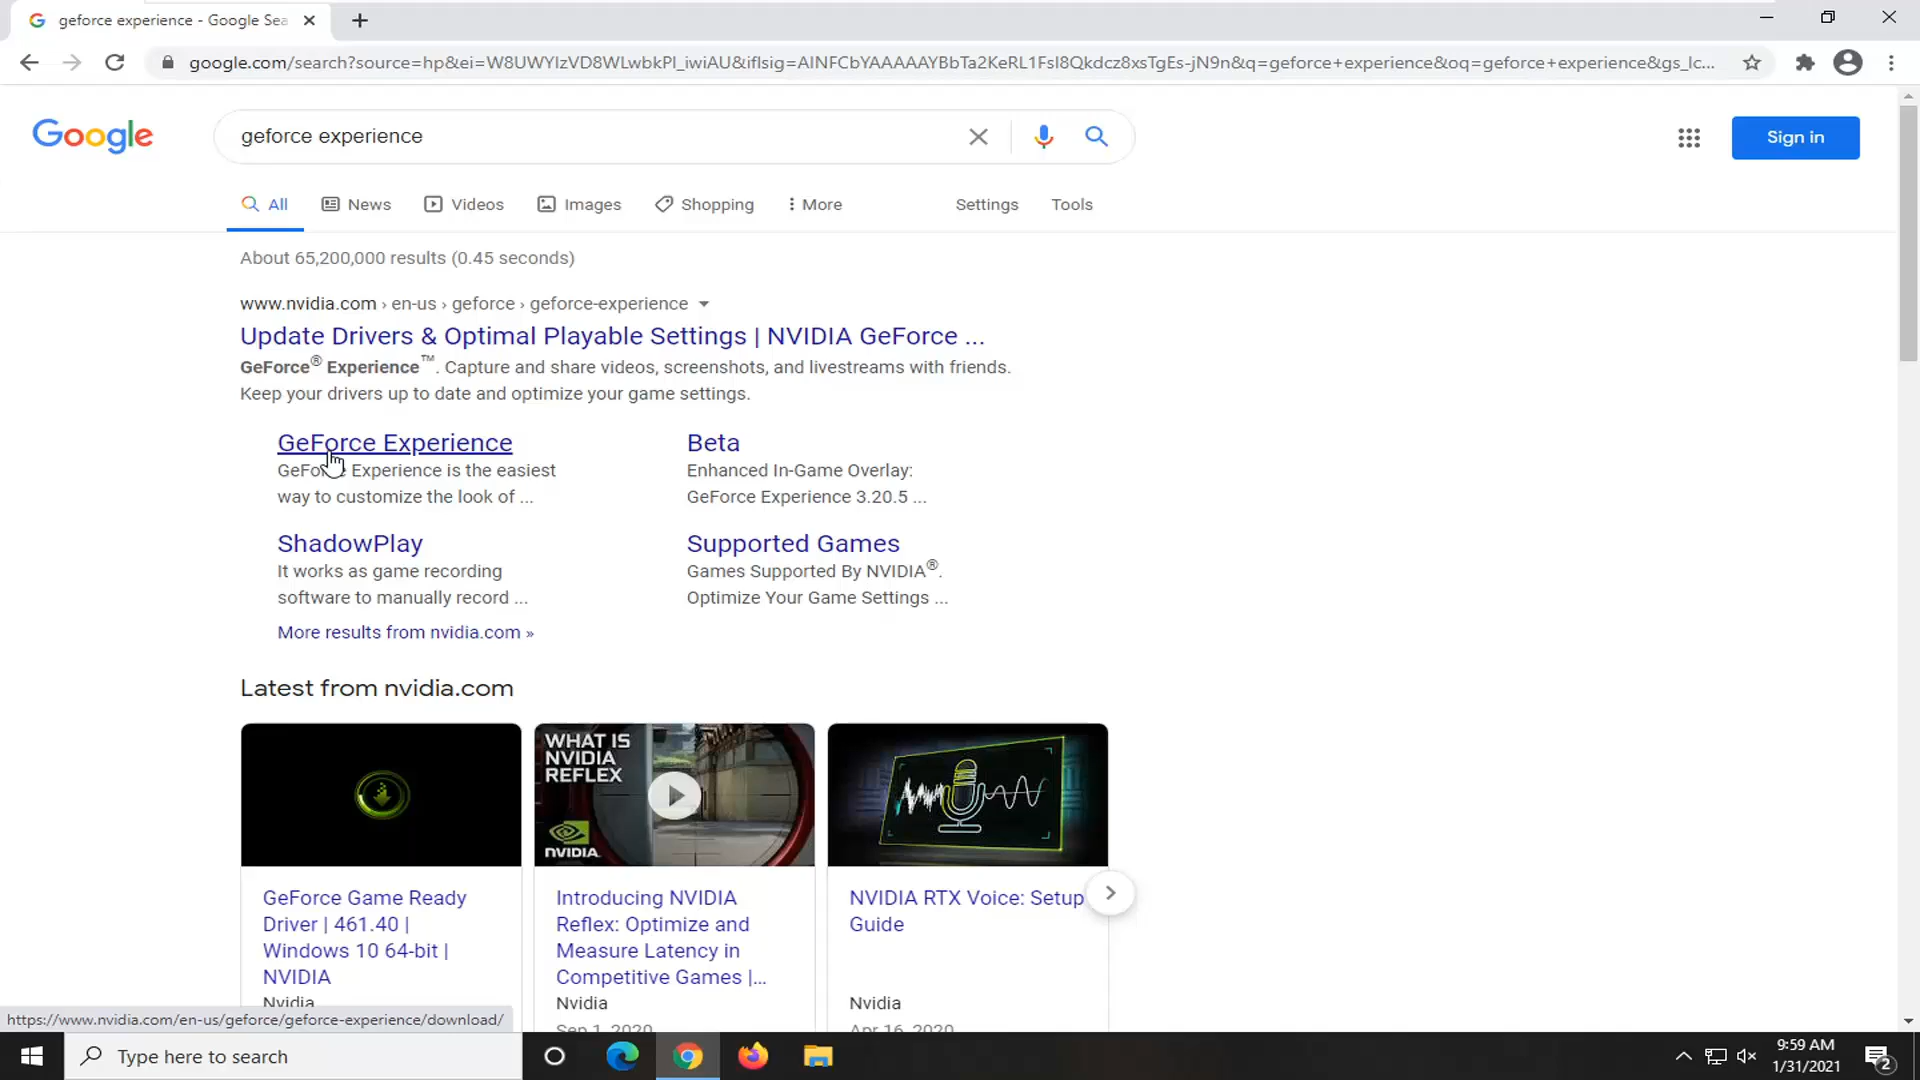 geforce experience - Google Sea
google.com/search?source=hp&ei=W8UWYIzVD8WLwbkPl_iwiAU&iflsig=AINFCbYAAAAAYBbTa2KeRL1FsI8Qkdcz8xsTgEs-jN9n&q=geforce+experience&oq=geforce+experience&gs_lc...
Google
geforce experience
Sign in
All News Videos Images Shopping More Settings Tools
About 65,200,000 results (0.45 seconds)
www.nvidia.com › en-us › geforce › geforce-experience
Update Drivers & Optimal Playable Settings | NVIDIA GeForce ...
GeForce® Experience™. Capture and share videos, screenshots, and livestreams with friends.
Keep your drivers up to date and optimize your game settings.
GeForce Experience
GeForce Experience is the easiest
way to customize the look of ...
Beta
Enhanced In-Game Overlay:
GeForce Experience 3.20.5 ...
ShadowPlay
It works as game recording
software to manually record ...
Supported Games
Games Supported By NVIDIA®.
Optimize Your Game Settings ...
More results from nvidia.com »
Latest from nvidia.com
WHAT IS
NVIDIA
REFLEX
NVIDIA.
GeForce Game Ready
Driver | 461.40 |
Windows 10 64-bit |
NVIDIA
Nvidia
Introducing NVIDIA
Reflex: Optimize and
Measure Latency in
Competitive Games |...
Nvidia
Sep 1, 2020
NVIDIA RTX Voice: Setup
Guide
Nvidia
Apr 16, 2020
https://www.nvidia.com/en-us/geforce/geforce-experience/download/
Type here to search
9:59 AM
1/31/2021
2